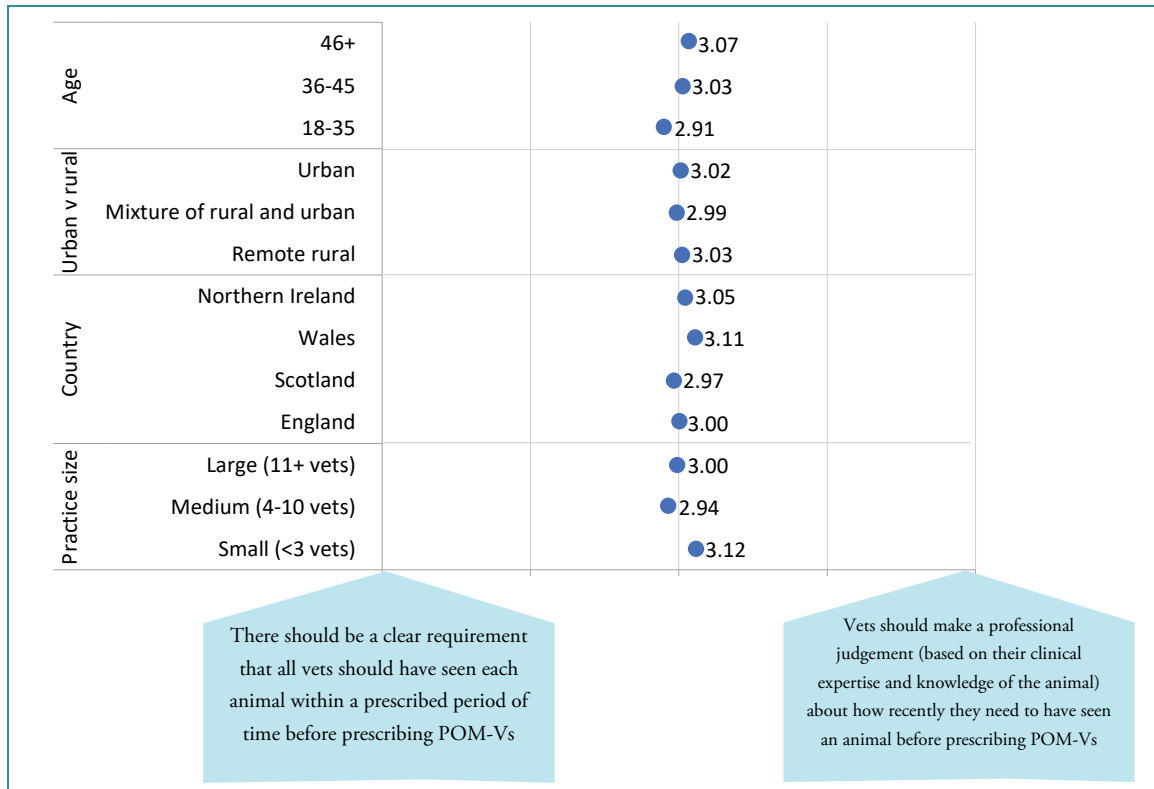 Age
46+ 3.07
36-45 3.03
18-35 2.91
Urban v rural
Urban 3.02
Mixture of rural and urban 2.99
Remote rural 3.03
Country
Northern Ireland 3.05
Wales 3.11
Scotland 2.97
England 3.00
Practice size
Large (11+ vets) 3.00
Medium (4-10 vets) 2.94
Small (<3 vets) 3.12
There should be a clear requirement
that all vets should have seen each
animal within a prescribed period of
time before prescribing POM-Vs
Vets should make a professional
judgement (based on their clinical
expertise and knowledge of the animal)
about how recently they need to have seen
an animal before prescribing POM-Vs